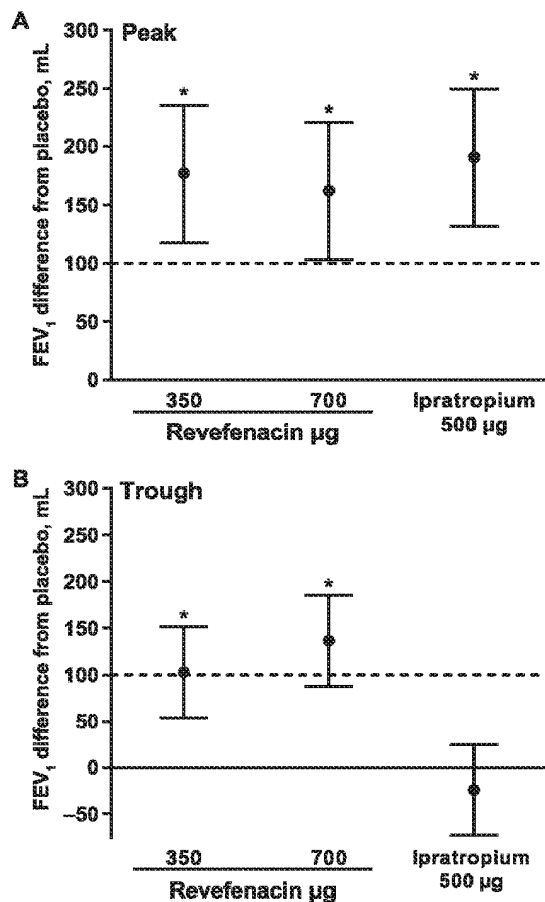 A
Peak
FEV1 difference from placebo, mL
300
250
200
150
100
50
0
*
*
*
350
700
Ipratropium
500 µg
Revefenacin µg
B
Trough
FEV1 difference from placebo, mL
300
250
200
150
100
50
0
–50
*
*
350
700
Ipratropium
500 µg
Revefenacin µg